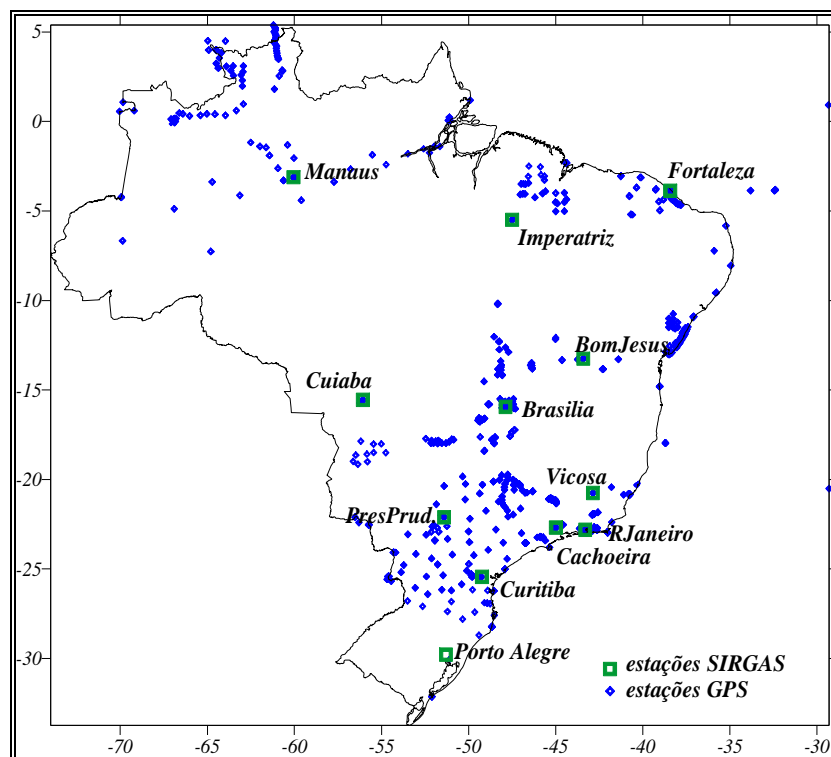 5
0
-5
-10
-15
-20
-25
-30
Manaus
Fortaleza
Imperatriz
BomJesus
Cuiaba
Brasilia
Vicosa
PresPrud.
RJaneiro
Cachoeira
Curitiba
Porto Alegre
estações SIRGAS
estações GPS
-70 -65 -60 -55 -50 -45 -40 -35 -30